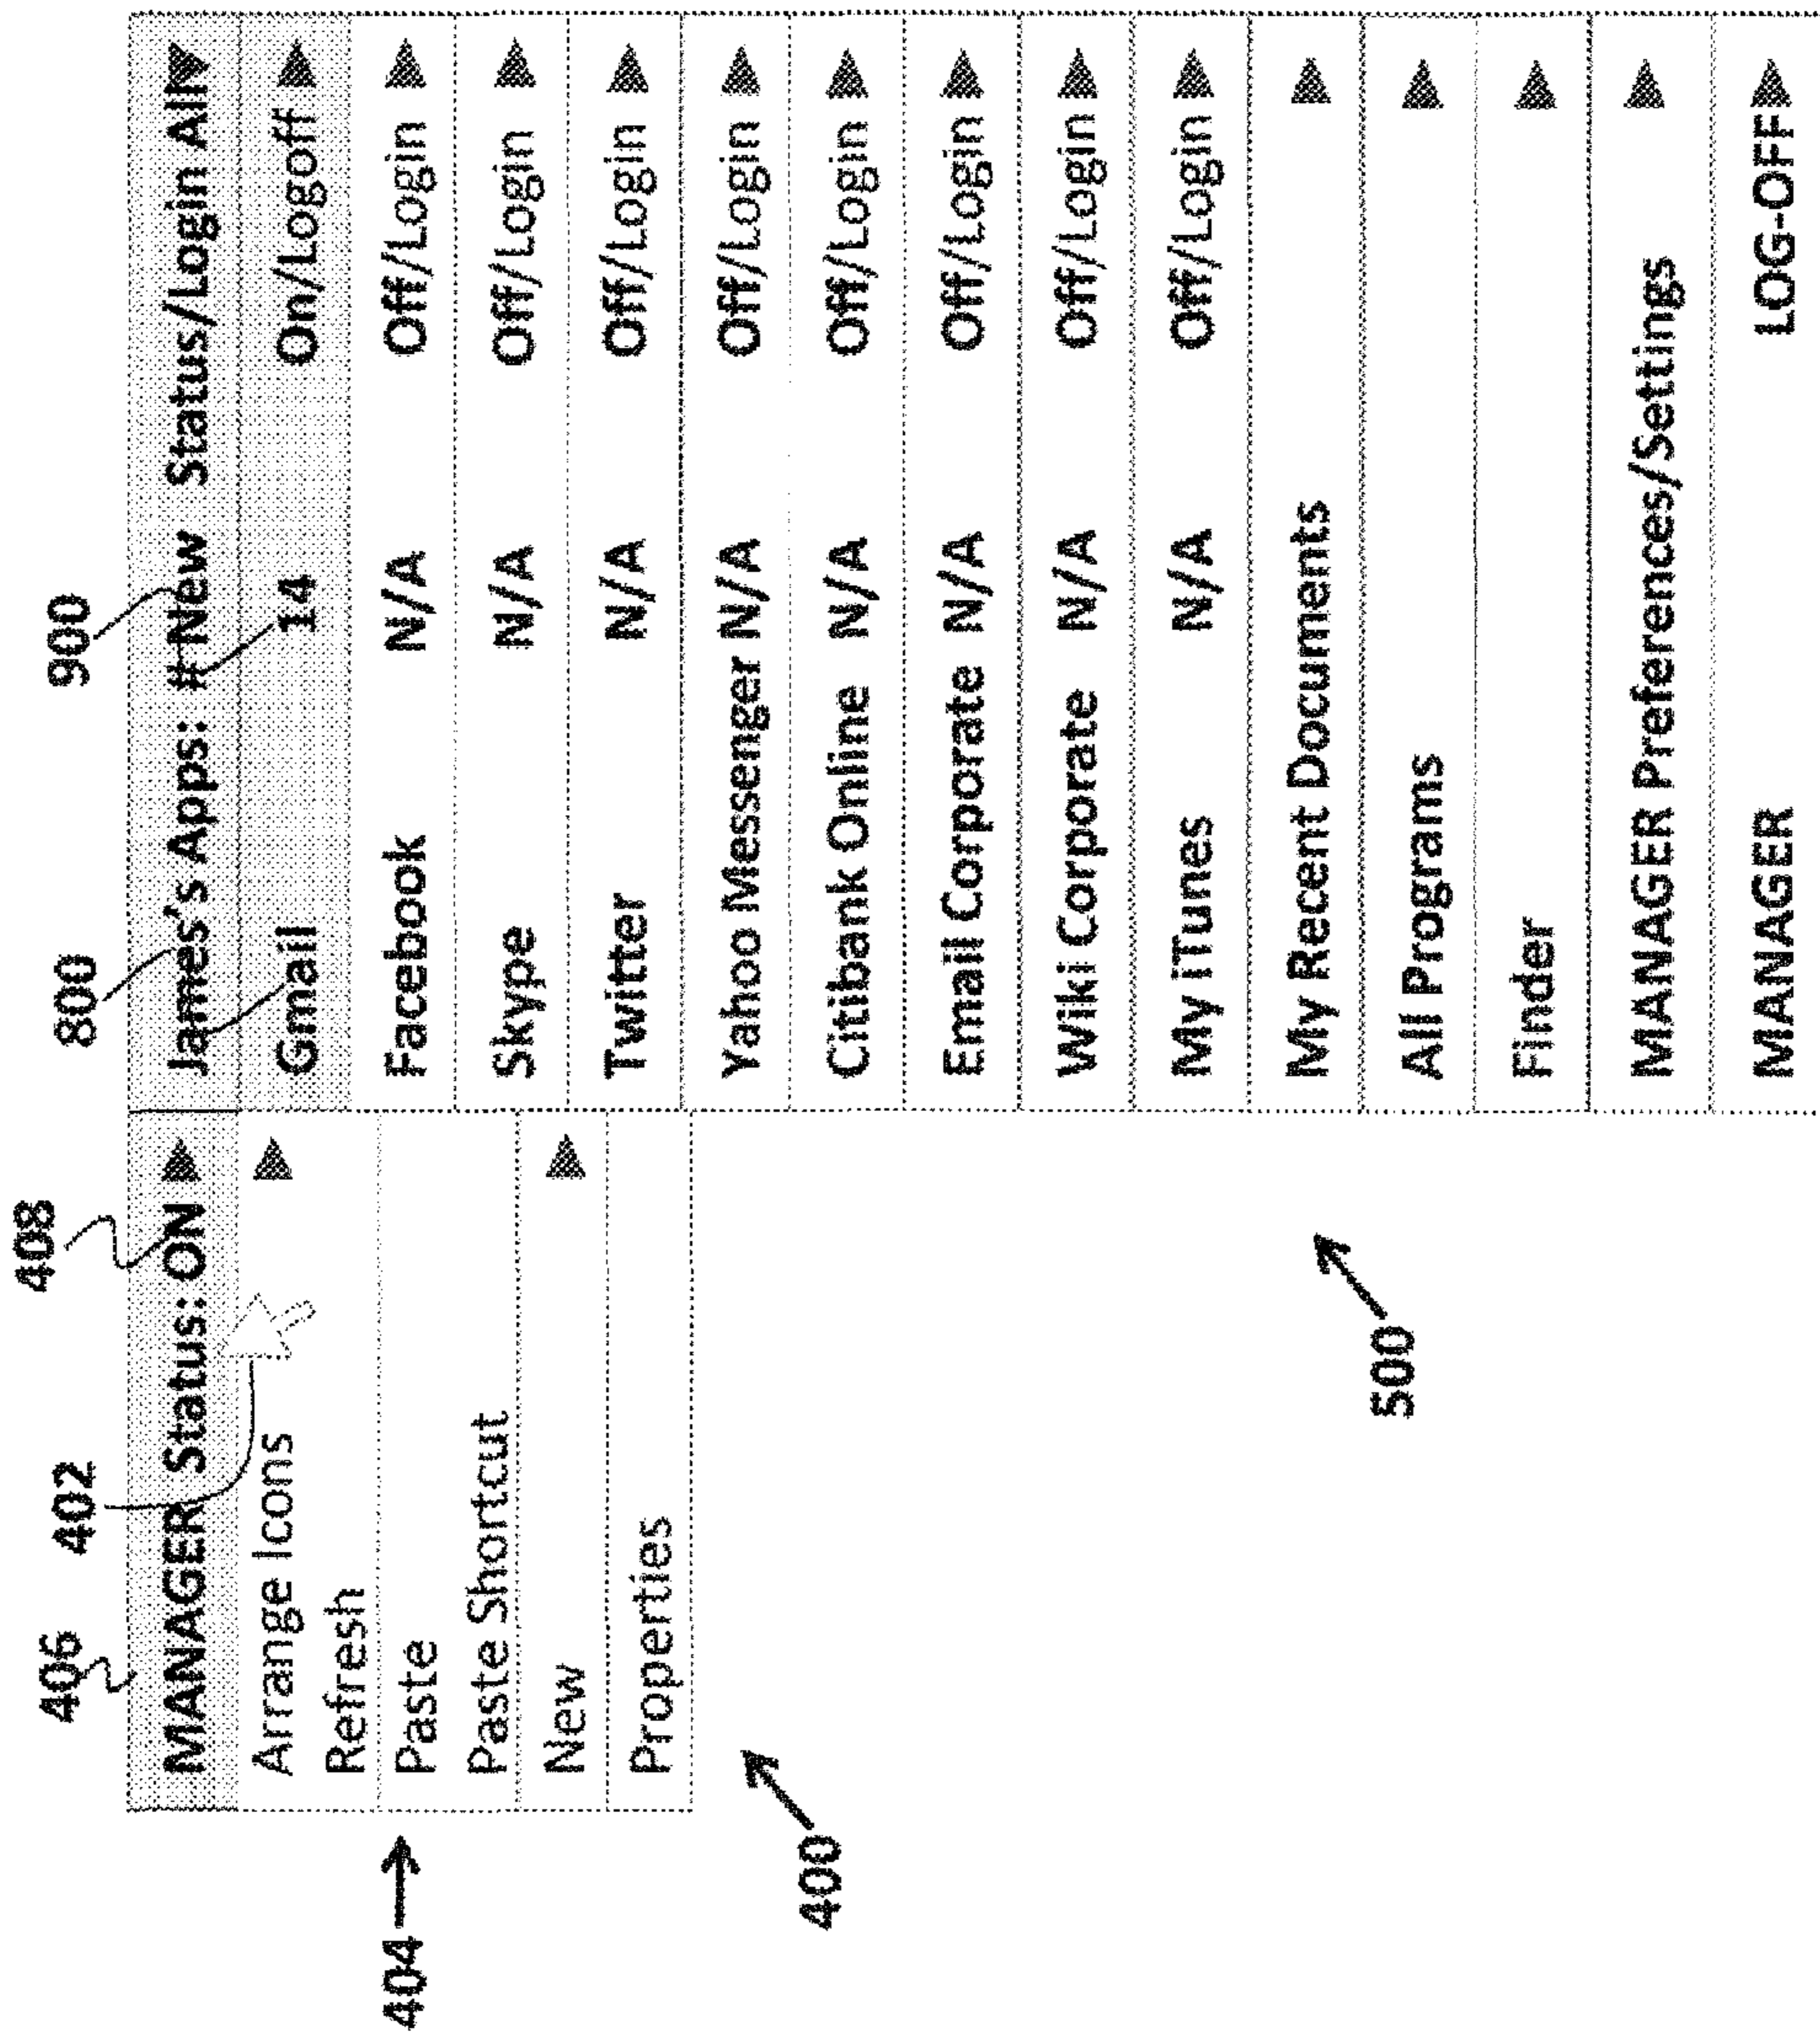 406 402 408 800 900
MANAGER Status: ON
Arrange Icons
Refresh
Paste
Paste Shortcut
New
Properties
404
400
James's Apps: # New Status/Login All
Gmail 14 On/Logoff
Facebook N/A Off/Login
Skype N/A Off/Login
Twitter N/A Off/Login
Yahoo Messenger N/A Off/Login
Citibank Online N/A Off/Login
Email Corporate N/A Off/Login
Wiki Corporate N/A Off/Login
My iTunes N/A Off/Login
My Recent Documents
All Programs
Finder
MANAGER Preferences/Settings
MANAGER LOG-OFF
500